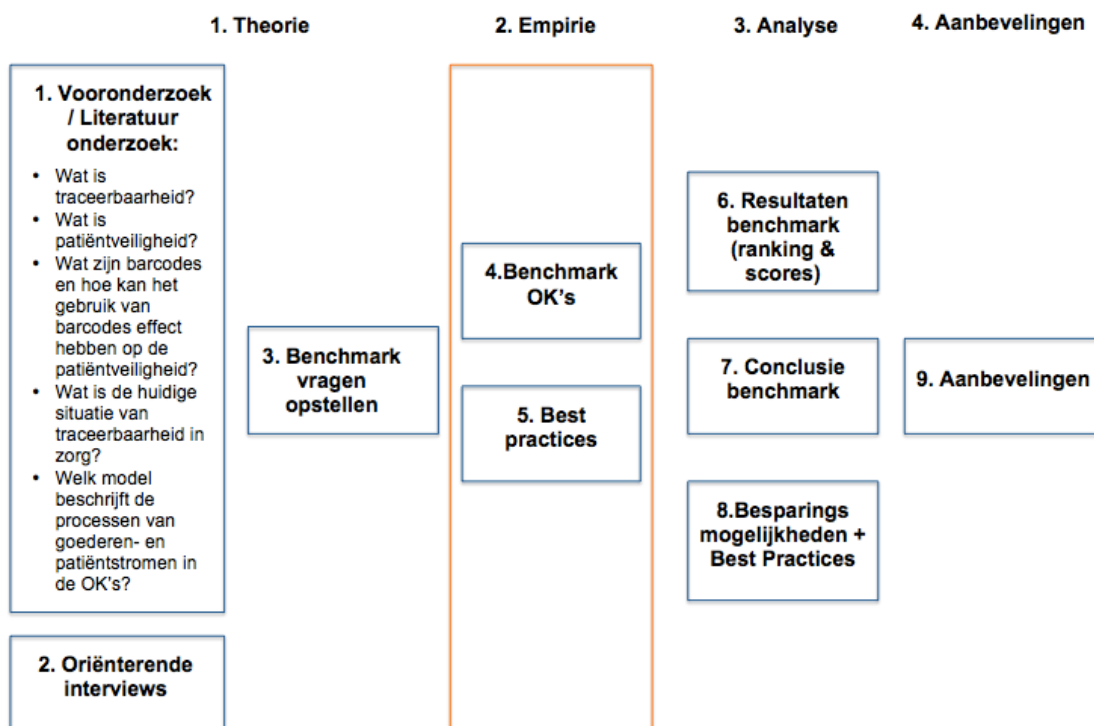 1. Theorie
2. Empirie
3. Analyse
4. Aanbevelingen
1. Vooronderzoek
/ Literatuur
onderzoek:
• Wat is
traceerbaarheid?
• Wat is
patiëntveiligheid?
• Wat zijn barcodes
en hoe kan het
gebruik van
barcodes effect
hebben op de
patiëntveiligheid?
• Wat is de huidige
situatie van
traceerbaarheid in
zorg?
• Welk model
beschrijft de
processen van
goederen- en
patiëntstromen in
de OK's?
2. Oriënterende
interviews
3. Benchmark
vragen
opstellen
4.Benchmark
OK's
5. Best
practices
6. Resultaten
benchmark
(ranking &
scores)
7. Conclusie
benchmark
8.Besparings
mogelijkheden +
Best Practices
9. Aanbevelingen